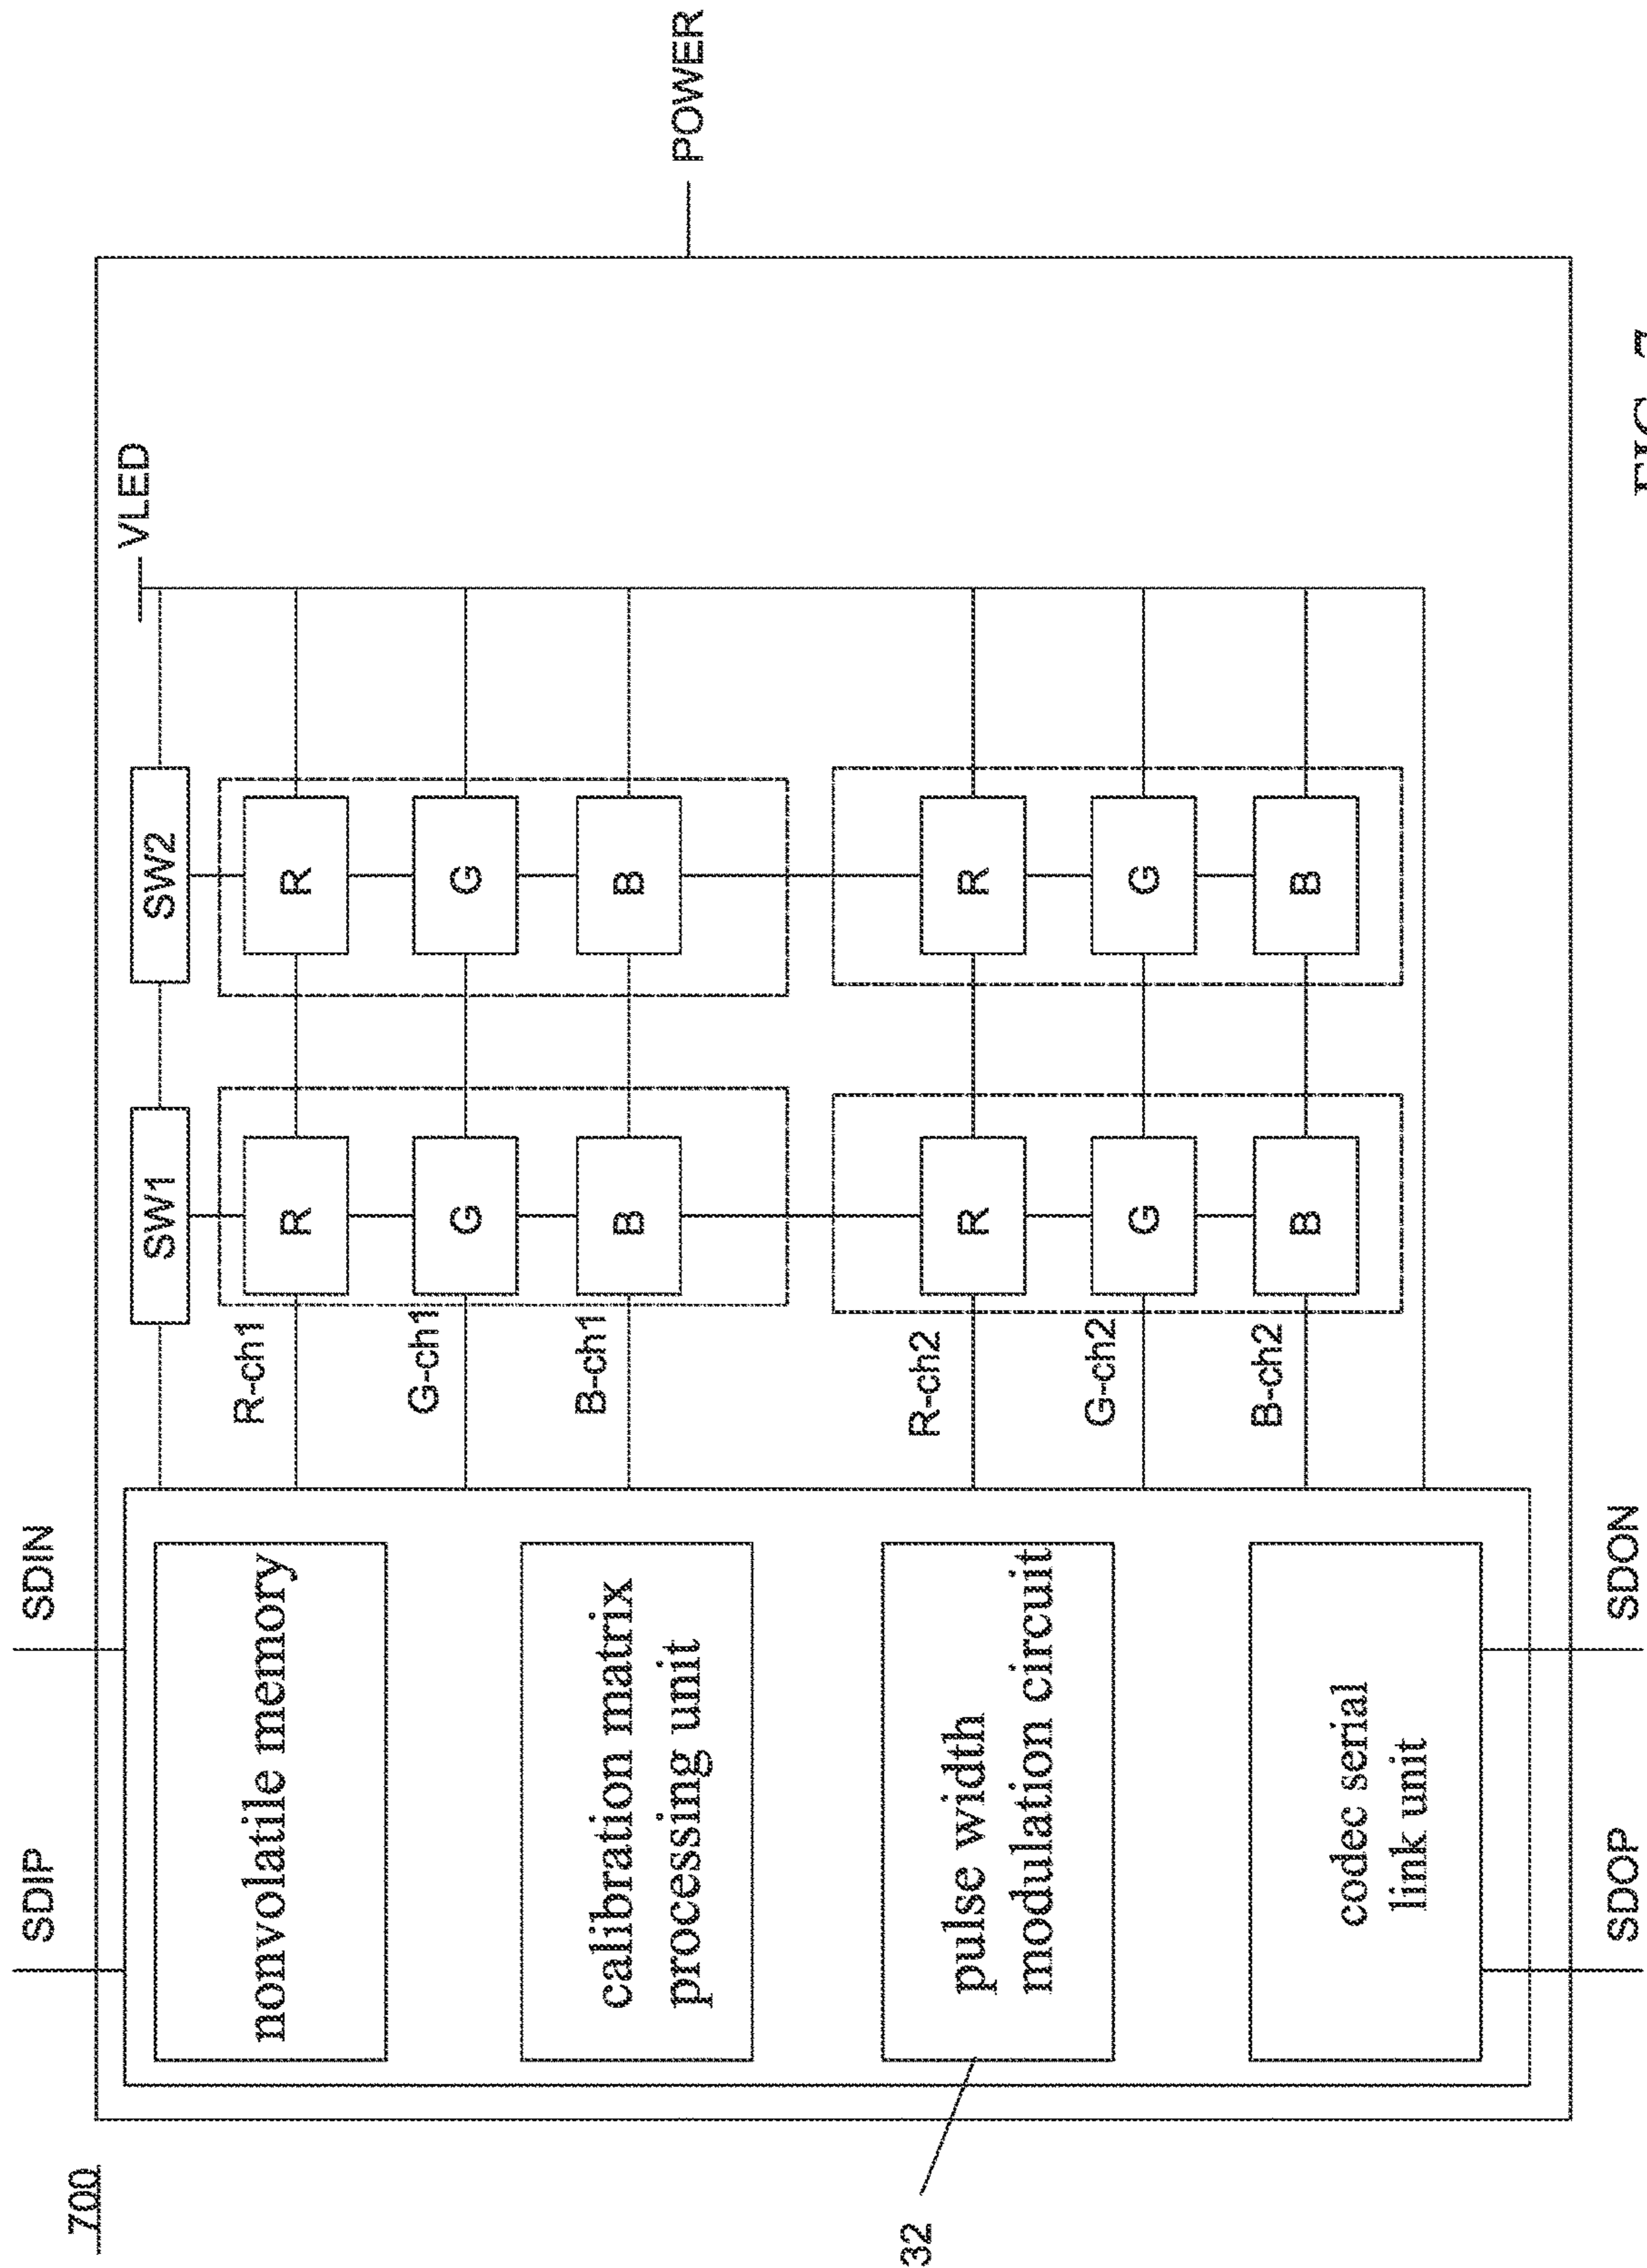 SDIP
SDIN
700
VLED
SW1
SW2
nonvolatile memory
R-ch1
R
R
G-ch1
G
G
calibration matrix
processing unit
B-ch1
B
B
POWER
32
pulse width
modulation circuit
R-ch2
R
R
G-ch2
G
G
B-ch2
B
B
codec serial
link unit
SDOP
SDON